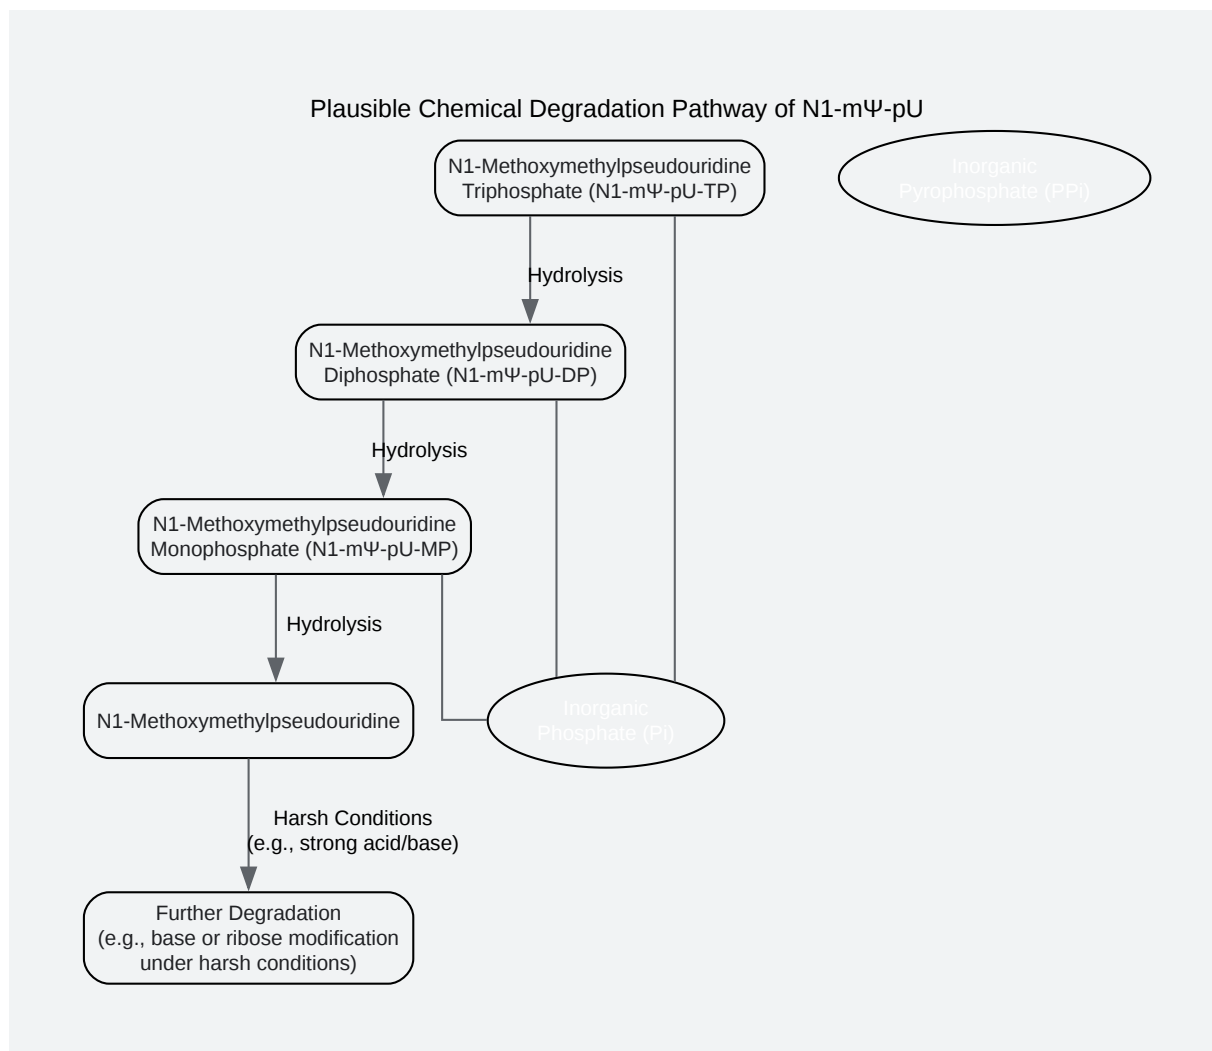 Plausible Chemical Degradation Pathway of N1-mΨ-pU
N1-Methoxymethylpseudouridine
Triphosphate (N1-mΨ-pU-TP)
Inorganic
Pyrophosphate (PPi)
Hydrolysis
N1-Methoxymethylpseudouridine
Diphosphate (N1-mΨ-pU-DP)
Hydrolysis
N1-Methoxymethylpseudouridine
Monophosphate (N1-mΨ-pU-MP)
Hydrolysis
N1-Methoxymethylpseudouridine
Inorganic
Phosphate (Pi)
Harsh Conditions
(e.g., strong acid/base)
Further Degradation
(e.g., base or ribose modification
under harsh conditions)